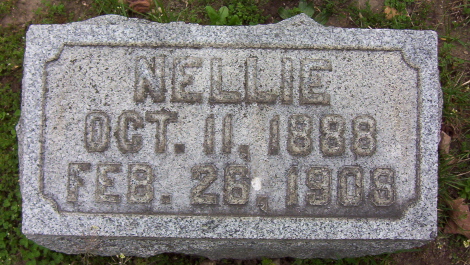 NELLIE
OCT. 11, 1888
FEB. 26, 1908